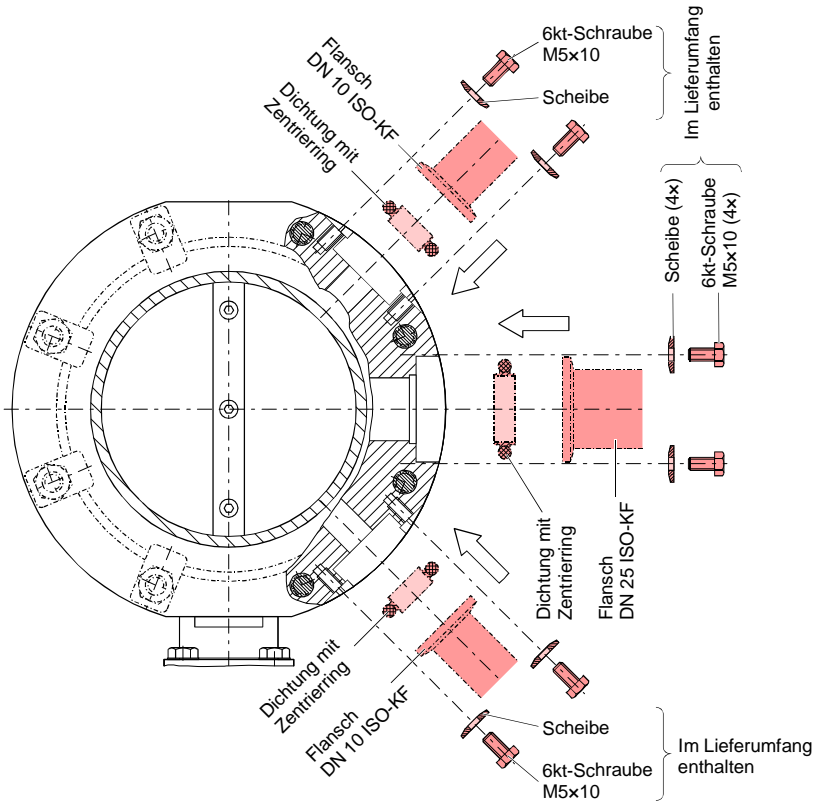 6kt-Schraube
M5×10
Scheibe
Im Lieferumfang
enthalten
Flansch
DN 10 ISO-KF
Dichtung mit
Zentrierring
Scheibe (4×)
6kt-Schraube
M5×10 (4×)
Dichtung mit
Zentrierring
Flansch
DN 25 ISO-KF
Dichtung mit
Zentrierring
Flansch
DN 10 ISO-KF
Scheibe
6kt-Schraube
M5×10
Im Lieferumfang
enthalten